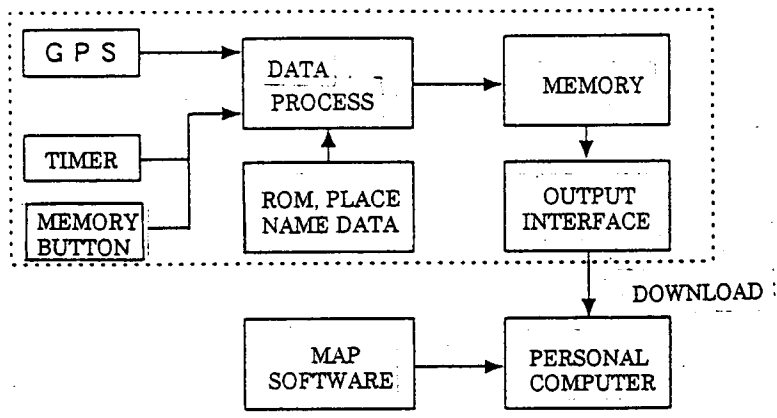 GPS
DATA
PROCESS
MEMORY
TIMER
MEMORY
BUTTON
ROM, PLACE
NAME DATA
OUTPUT
INTERFACE
DOWNLOAD
MAP
SOFTWARE
PERSONAL
COMPUTER